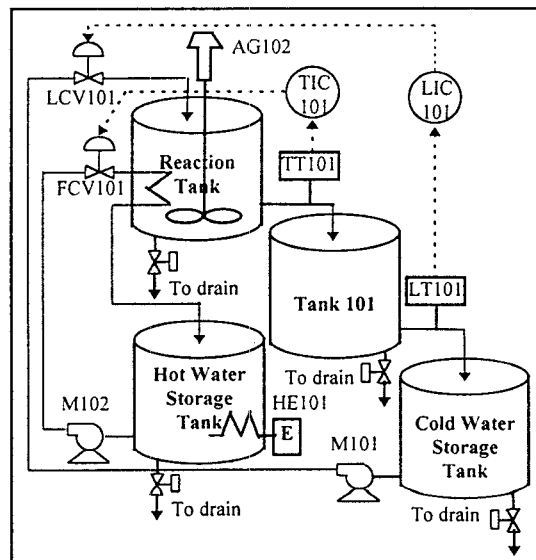 AG102
LCV101
TIC
101
LIC
101
Reaction
Tank
TT101
FCV101
To drain
Tank 101
LT101
Hot Water
Storage
Tank
HE101
E
To drain
M102
Cold Water
Storage
Tank
M101
To drain
To drain